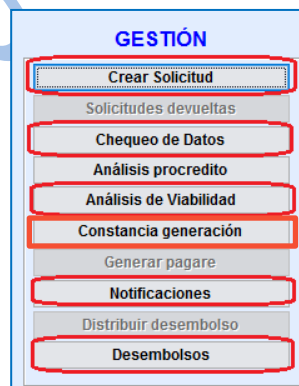 GESTIÓN
Crear Solicitud
Solicitudes devueltas
Chequeo de Datos
Análisis procredito
Análisis de Viabilidad
Constancia generación
Generar pagare
Notificaciones
Distribuir desembolso
Desembolsos